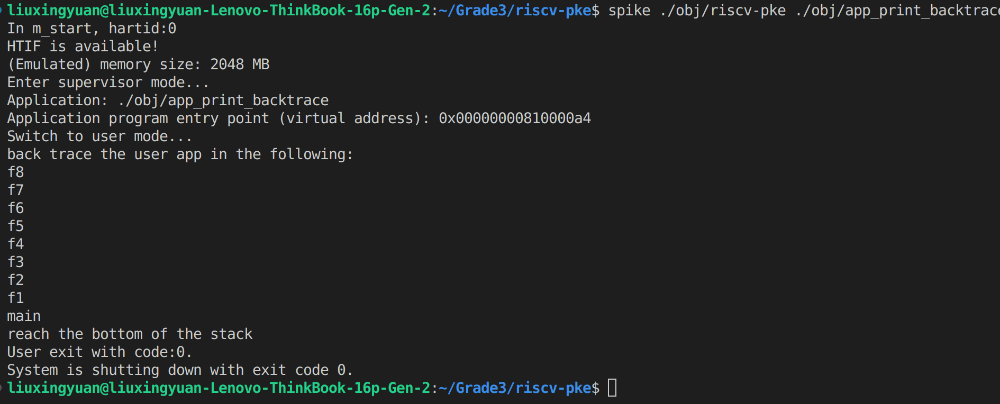 liuxingyuan@liuxingyuan-Lenovo-ThinkBook-16p-Gen-2:~/Grade3/riscv-pke$ spike ./obj/riscv-pke ./obj/app_print_backtrace
In m_start, hartid:0
HTIF is available!
(Emulated) memory size: 2048 MB
Enter supervisor mode...
Application: ./obj/app_print_backtrace
Application program entry point (virtual address): 0x00000000810000a4
Switch to user mode...
back trace the user app in the following:
f8
f7
f6
f5
f4
f3
f2
f1
main
reach the bottom of the stack
User exit with code:0.
System is shutting down with exit code 0.
liuxingyuan@liuxingyuan-Lenovo-ThinkBook-16p-Gen-2:~/Grade3/riscv-pke$